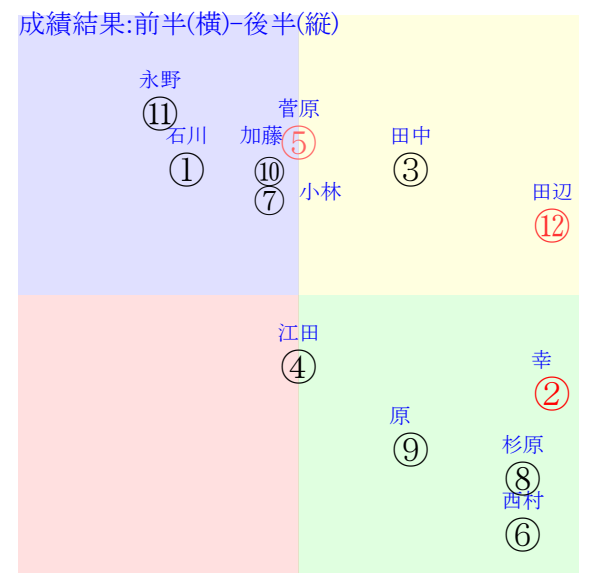 成績結果:前半(横)-後半(縦)
永野
⑪
菅原
⑤
石川
①
加藤
⑩
田中
③
⑦
小林
田辺
⑫
江田
④
幸
②
原
⑨
杉原
⑧
西村
⑥